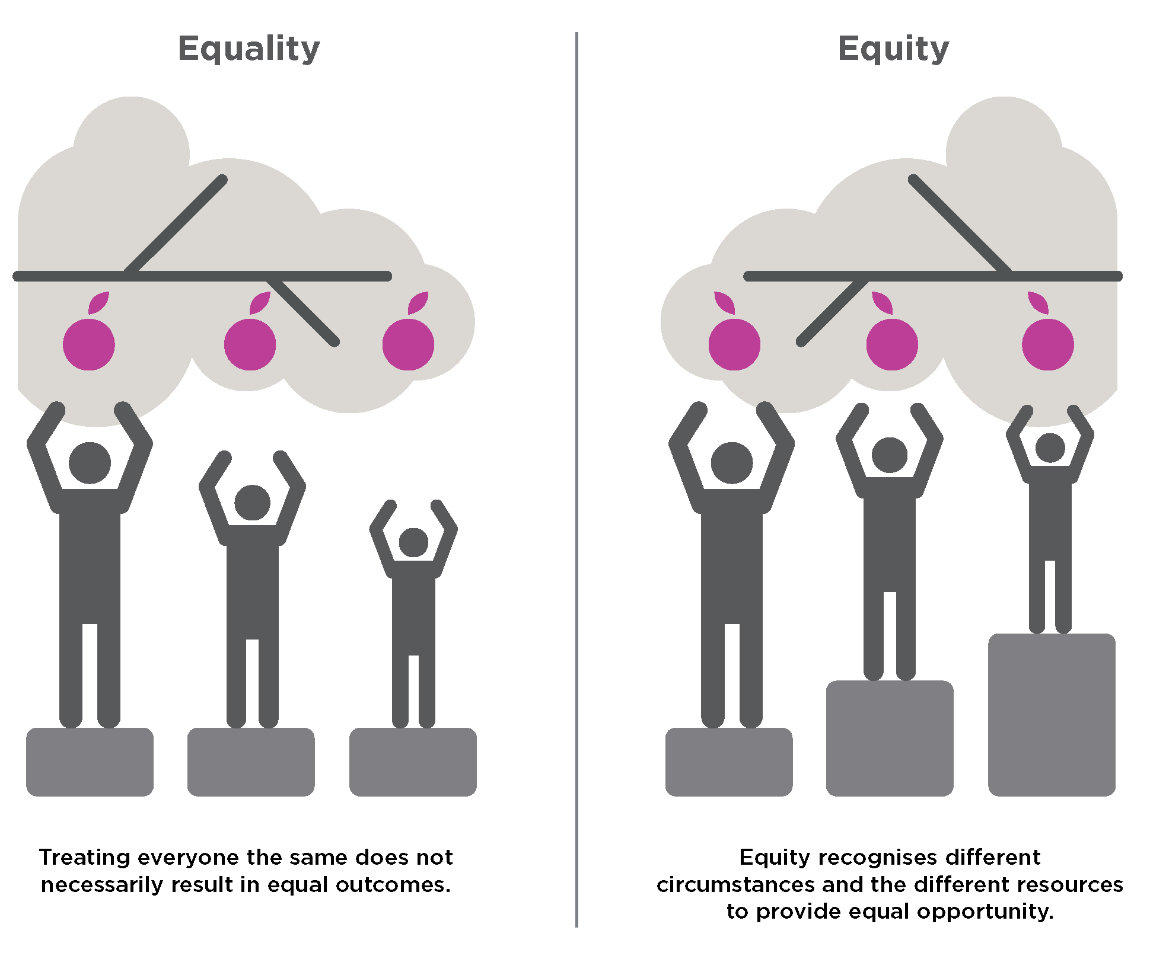 Equality
Treating everyone the same does not
necessarily result in equal outcomes.
Equity
Equity recognises different
circumstances and the different resources
to provide equal opportunity.